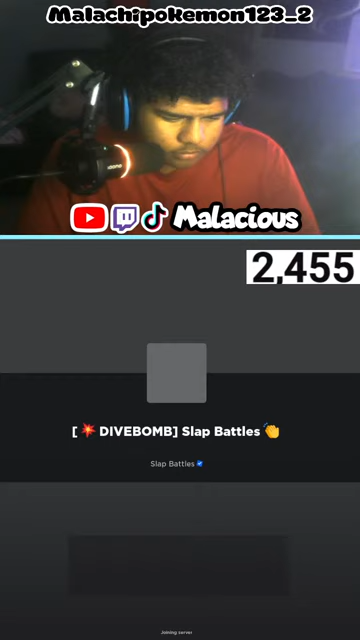 Malachipokemon123_2
Malacious
2,455
[ 💥 DIVEBOMB] Slap Battles 👏
Slap Battles
Joining server